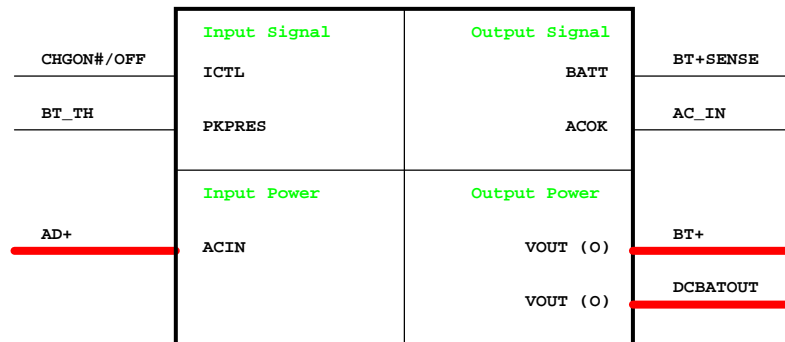 Input Signal
Output Signal
CHGON#/OFF
ICTL
BATT
BT+SENSE
BT_TH
PKPRES
ACOK
AC_IN
Input Power
Output Power
AD+
ACIN
VOUT (O)
BT+
VOUT (O)
DCBATOUT